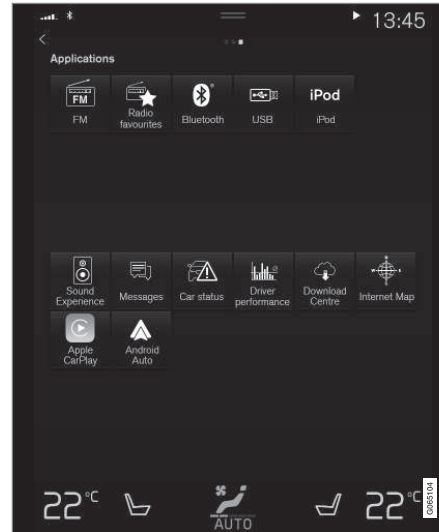 13:45
Applications
FM
iPod
FM
Radio
favourites
Bluetooth
USB
iPod
Sound
Experience
Messages
Car status
Driver
performance
Download
Centre
Internet Map
Apple
CarPlay
Android
Auto
22°C
AUTO
22°C
G065104